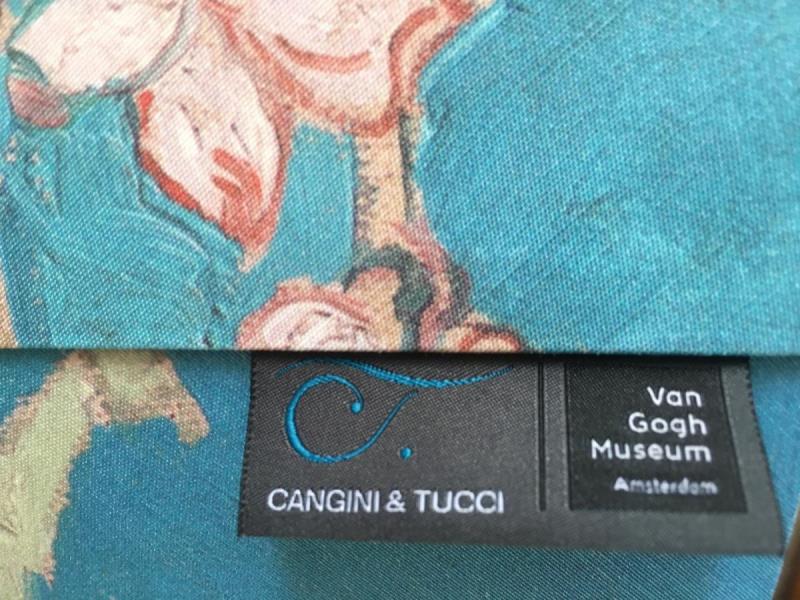 CANGINI & TUCCI
Van
Gogh
Museum
Amsterdam